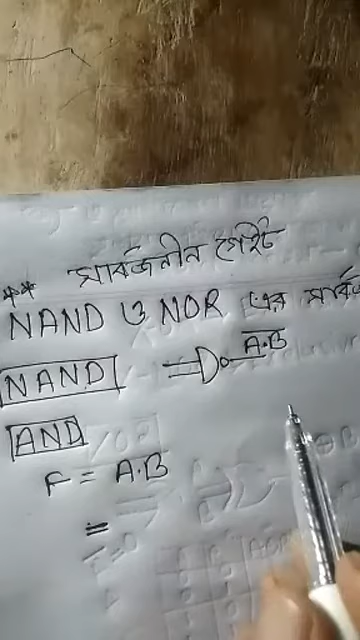 ** সার্বজনীন গেইট
NAND ও NOR এর সার্বজ
NAND A·B̅
AND
F = A.B
=